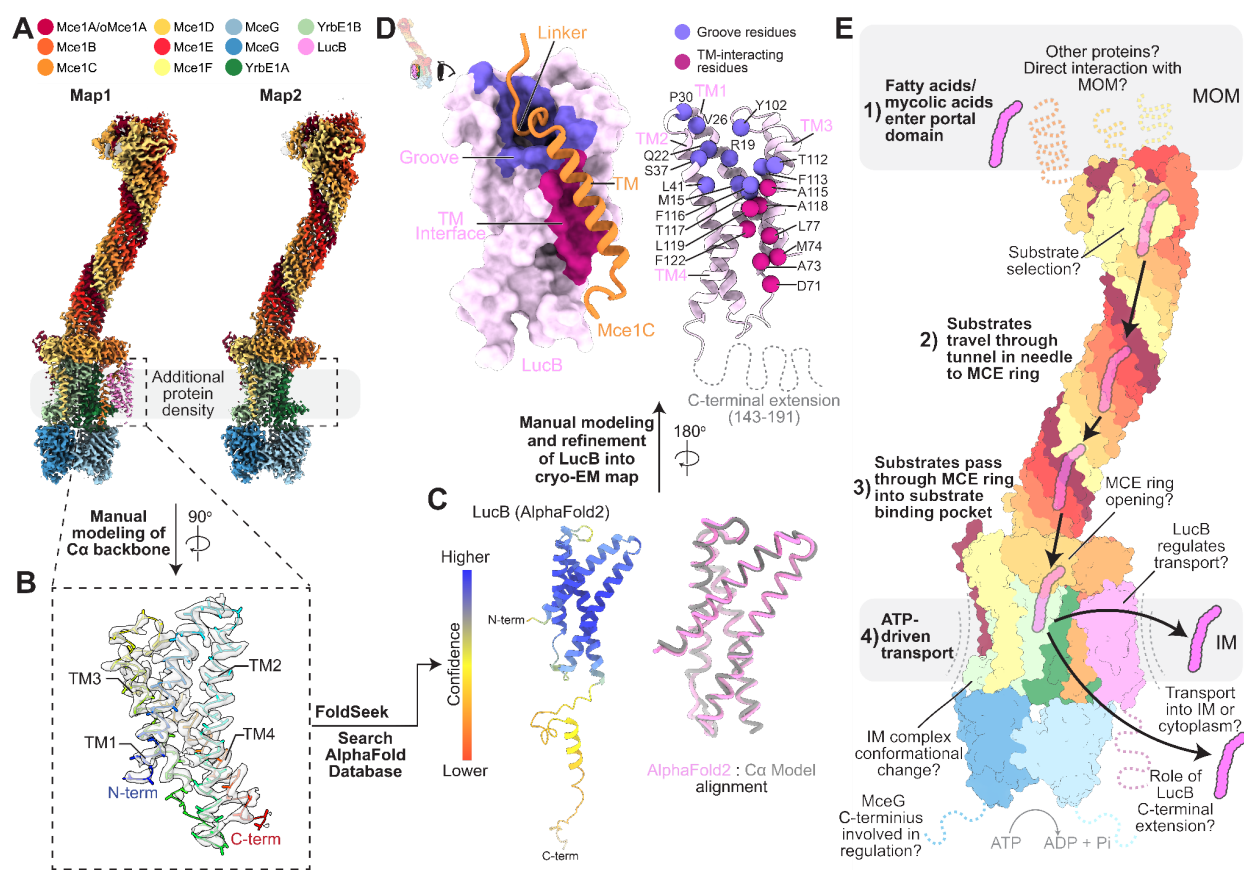 A
Mce1A/oMce1A
Mce1B
Mce1C
Mce1D
Mce1E
Mce1F
MceG
MceG
YrbE1A
YrbE1B
LucB
Map1
Map2
Additional
protein
density
Manual
modeling of
Cα backbone
90°
B
TM3
TM2
TM1
TM4
N-term
C-term
FoldSeek
Search
AlphaFold
Database
C
LucB (AlphaFold2)
Higher
Confidence
Lower
N-term
C-term
AlphaFold2 : Cα Model
alignment
Manual modeling
and refinement
of LucB into
cryo-EM map
180°
D
Linker
Groove
TM
TM
Interface
Mce1C
LucB
Groove residues
TM-interacting
residues
P30
TM1
V26
Y102
TM2
TM3
Q22
R19
S37
T112
L41
F113
M15
A115
F116
A118
T117
L119
L77
F122
M74
TM4
A73
D71
C-terminal extension
(143-191)
E
Other proteins?
Direct interaction with
MOM?
MOM
1) Fatty acids/
mycolic acids
enter portal
domain
Substrate
selection?
2) Substrates
travel through
tunnel in needle
to MCE ring
3) Substrates pass
through MCE ring
into substrate
binding pocket
MCE ring
opening?
LucB
regulates
transport?
4) ATP-
driven
transport
IM
Transport
into IM or
cytoplasm?
IM complex
conformational
change?
Role of
LucB
C-terminal
extension?
MceG
C-terminius
involved in
regulation?
ATP
ADP + Pi